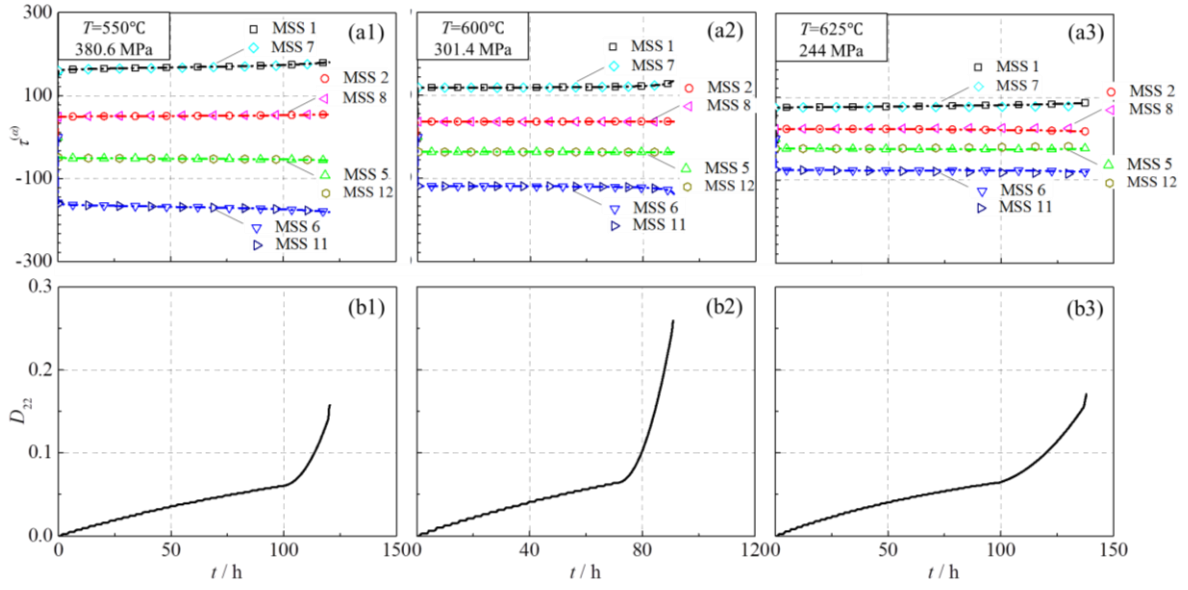 T=550℃
380.6 MPa
(a1)
MSS 1
MSS 7
MSS 2
MSS 8
MSS 5
MSS 12
MSS 6
MSS 11
300
100
-100
-300
τ(α)
T=600℃
301.4 MPa
(a2)
MSS 1
MSS 7
MSS 2
MSS 8
MSS 5
MSS 12
MSS 6
MSS 11
T=625℃
244 MPa
(a3)
MSS 1
MSS 7
MSS 2
MSS 8
MSS 5
MSS 12
MSS 6
MSS 11
(b1)
0.3
0.2
0.1
0.0
D22
0 50 100 150
t / h
(b2)
0 40 80 120
t / h
(b3)
0 50 100 150
t / h